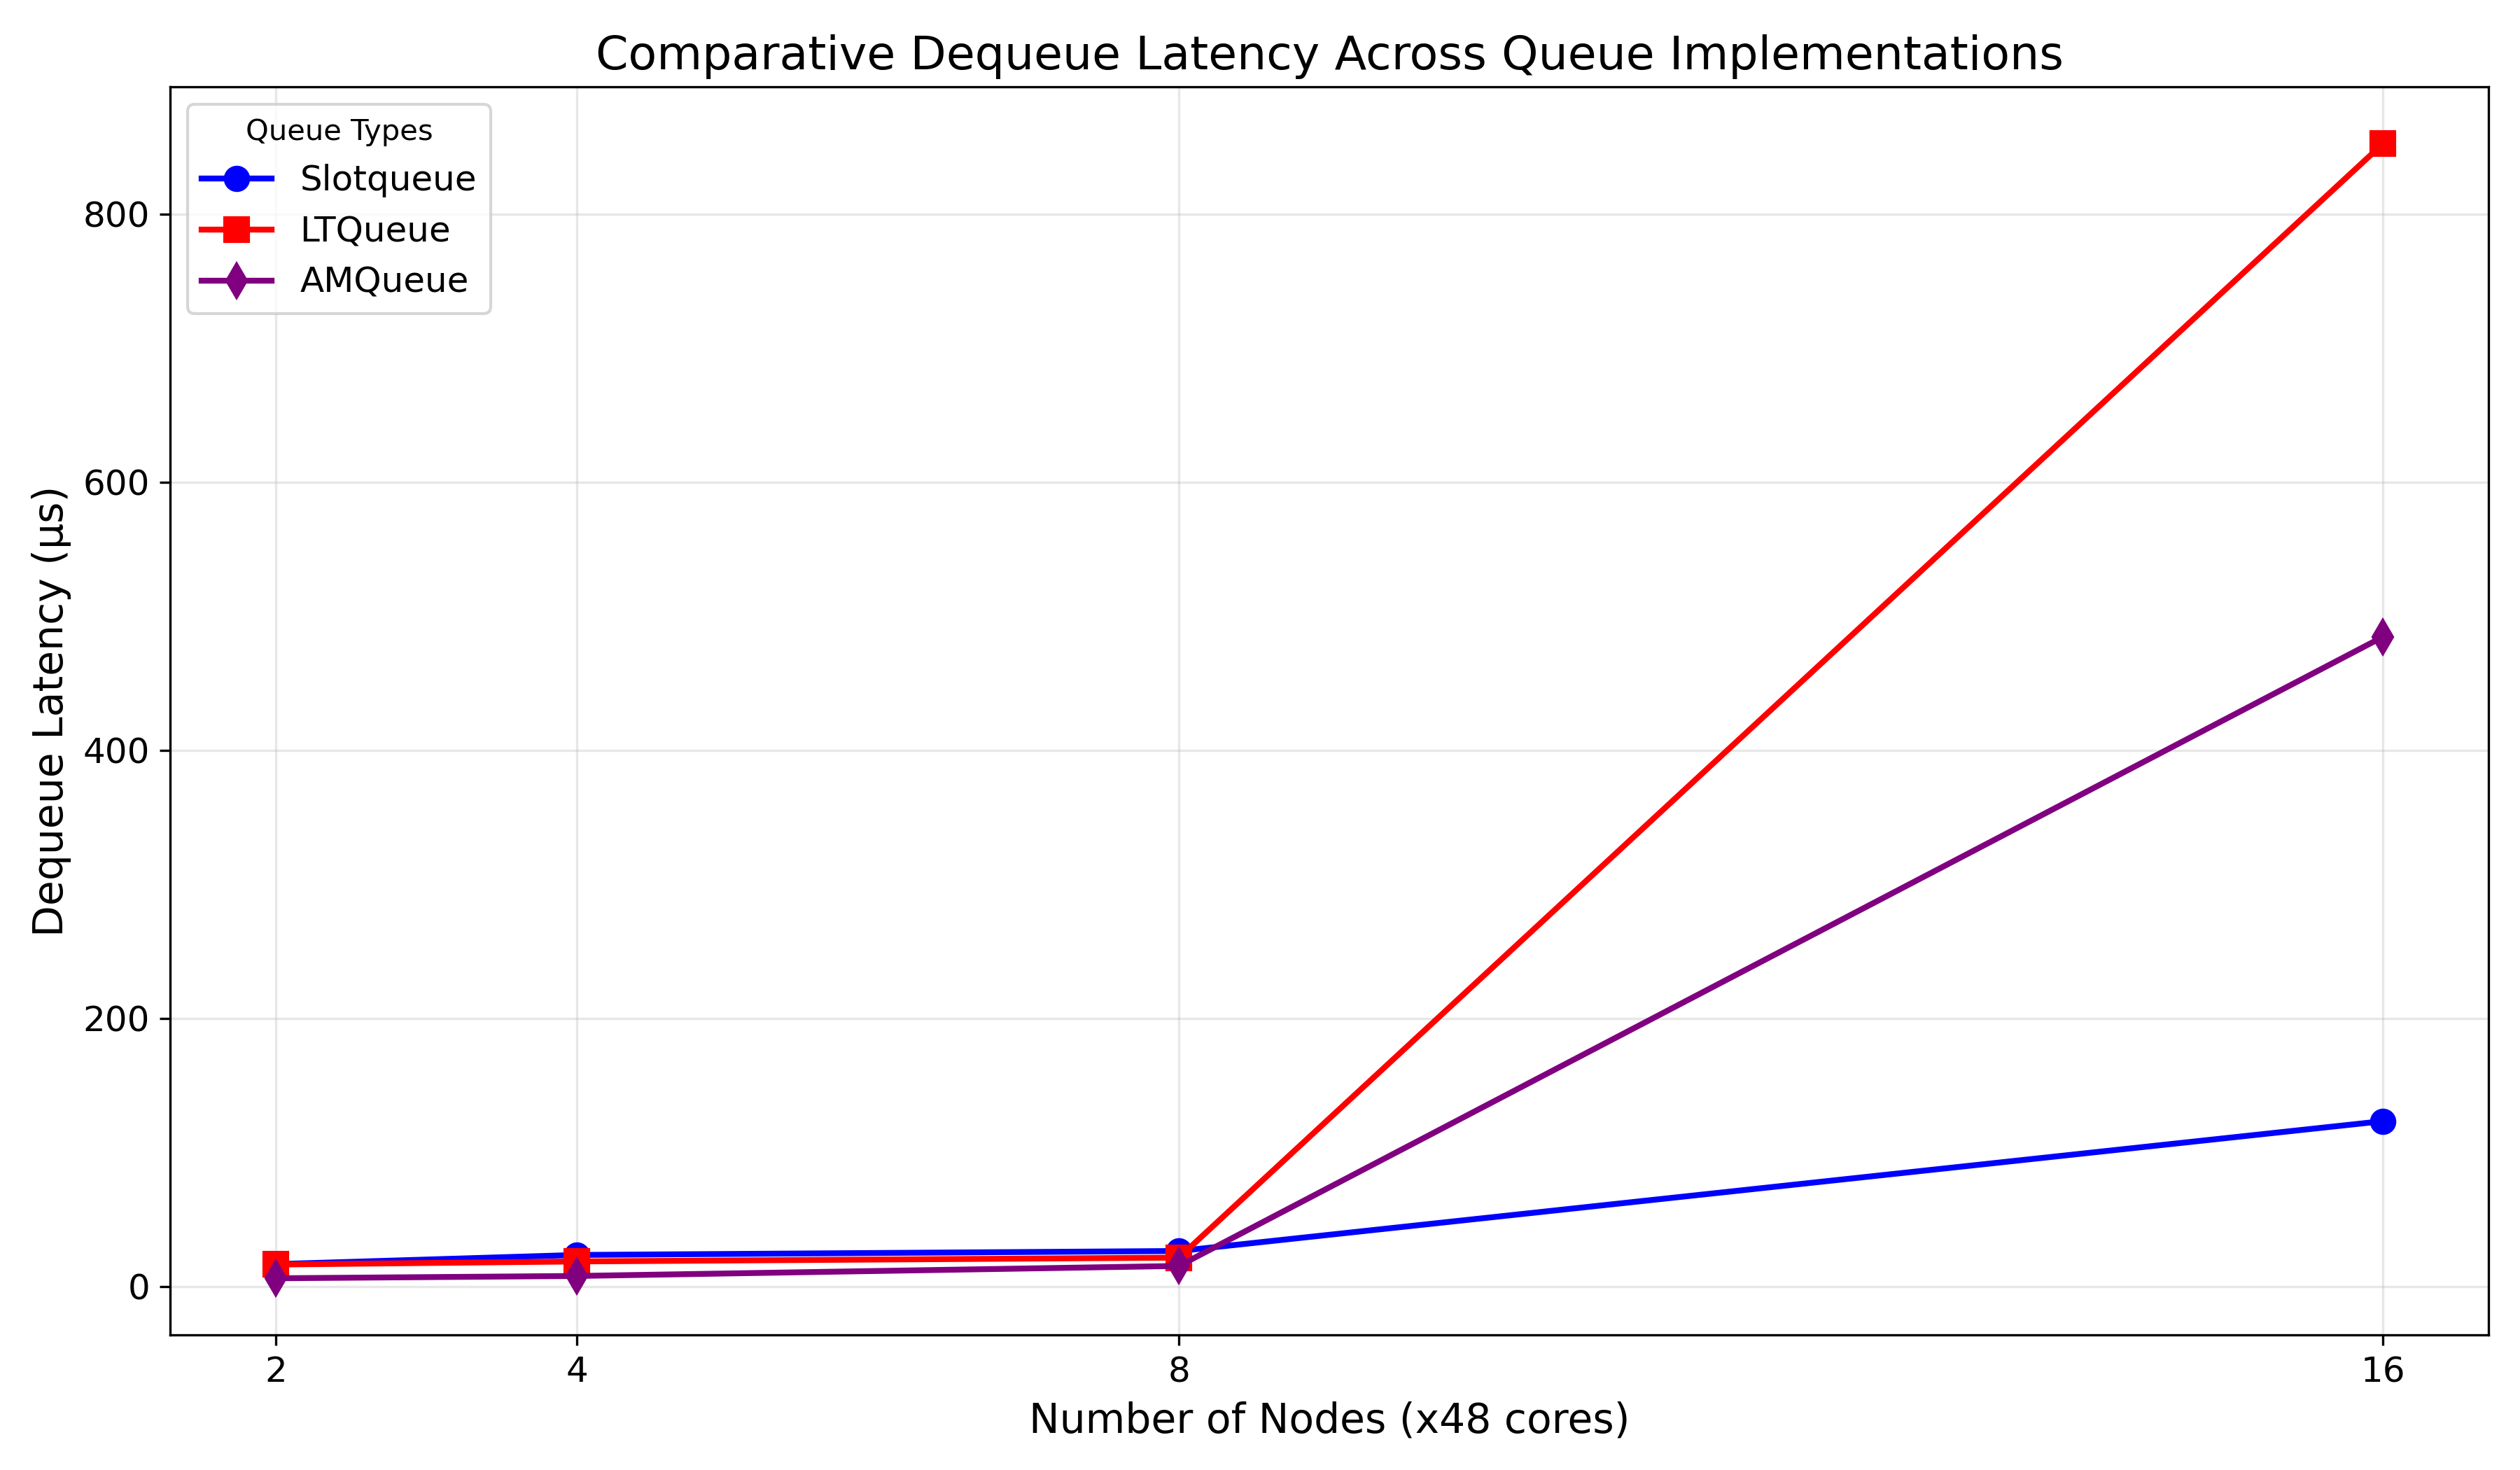 Comparative Dequeue Latency Across Queue Implementations
Queue Types
Slotqueue
LTQueue
AMQueue
Dequeue Latency (μs)
800
600
400
200
0
2 4 8 16
Number of Nodes (x48 cores)